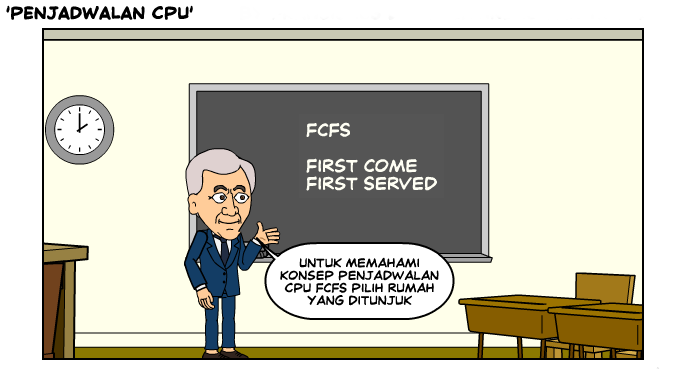 'PENJADWALAN CPU'
FCFS
FIRST COME
FIRST SERVED
UNTUK MEMAHAMI
KONSEP PENJADWALAN
CPU FCFS PILIH RUMAH
YANG DITUNJUK